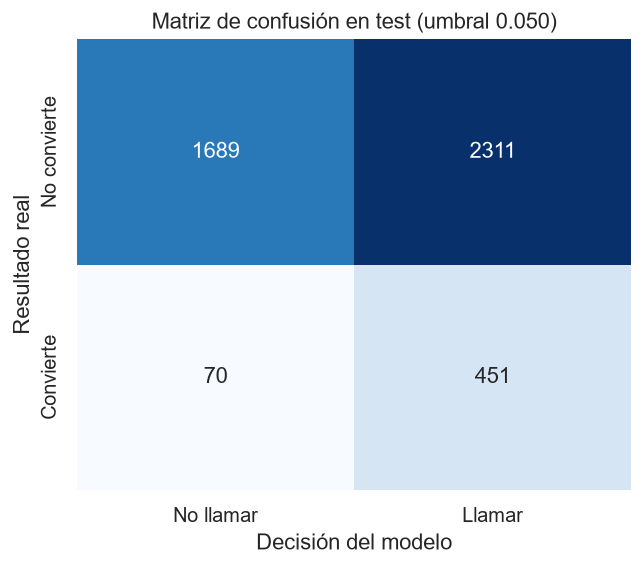 Matriz de confusión en test (umbral 0.050)
Resultado real
No convierte
1689
2311
Convierte
70
451
No llamar
Llamar
Decisión del modelo